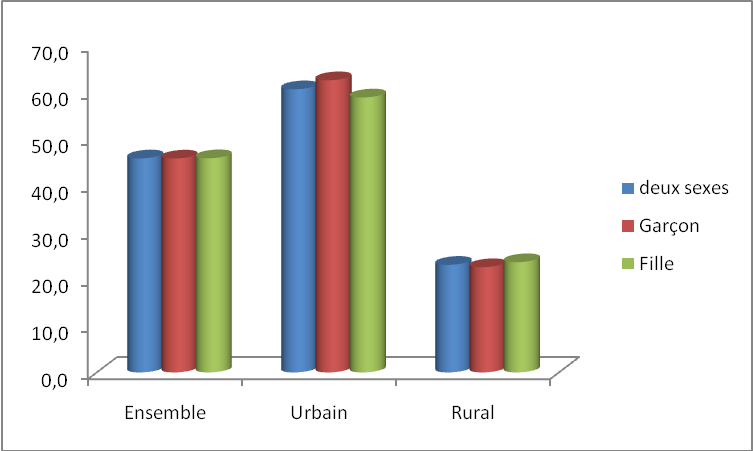 70,0
60,0
50,0
40,0
30,0
20,0
10,0
0,0
Ensemble
Urbain
Rural
deux sexes
Garçon
Fille